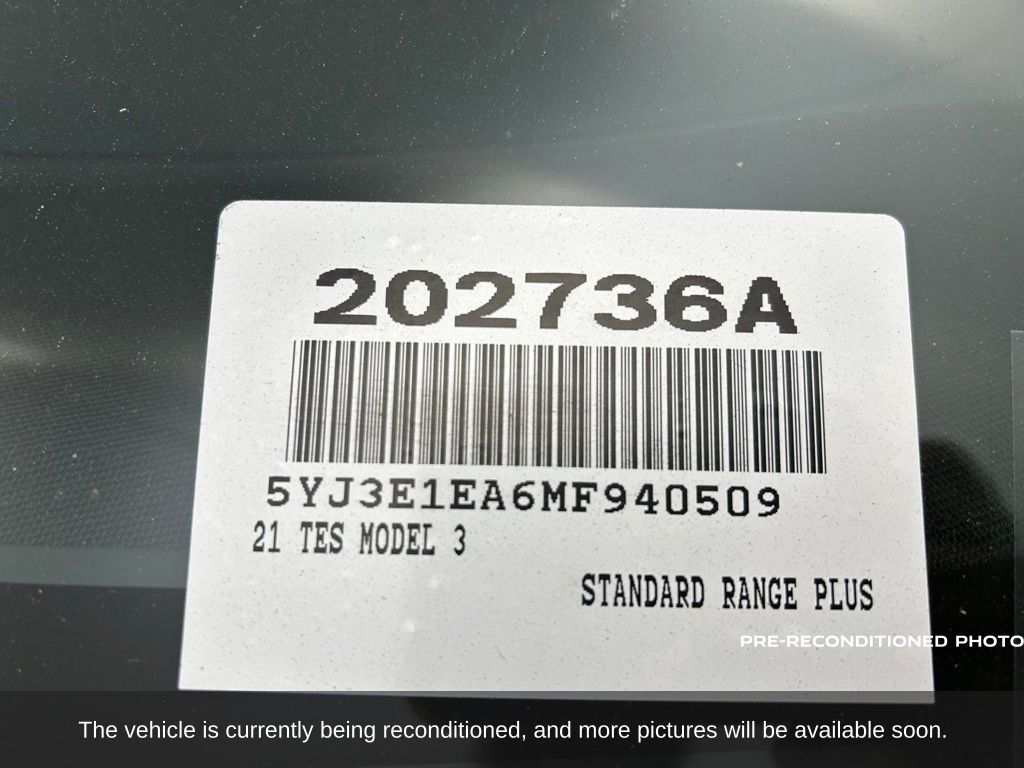 202736A
5YJ3E1EA6MF940509
21 TES MODEL 3
STANDARD RANGE PLUS
PRE-RECONDITIONED PHOTO
The vehicle is currently being reconditioned, and more pictures will be available soon.